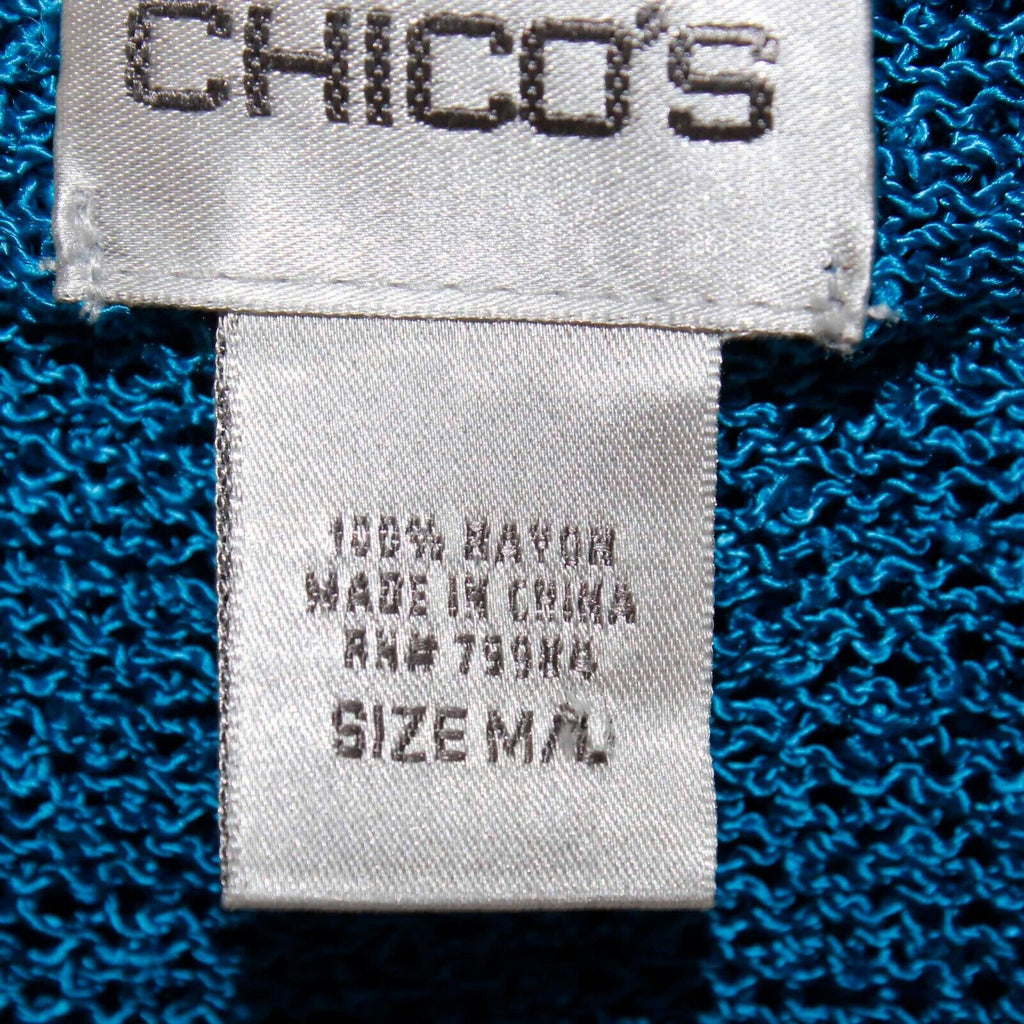 CHICO'S
100% RAYON
MADE IN CHINA
RN# 79984
SIZE M/L